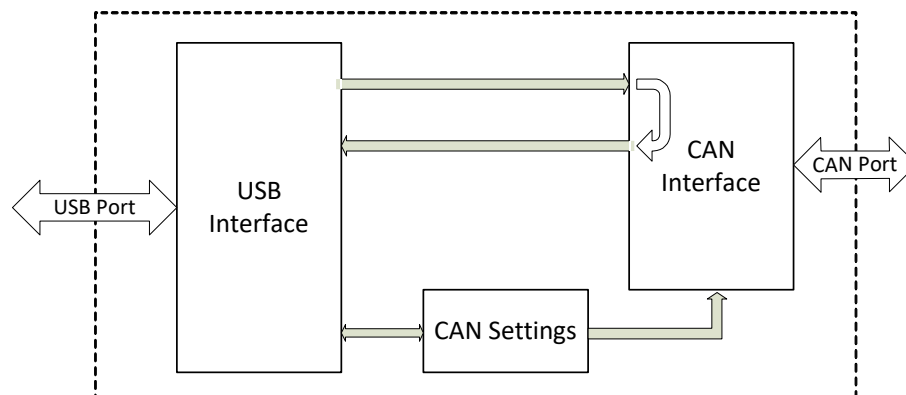 USB Port
USB
Interface
CAN
Interface
CAN Port
CAN Settings